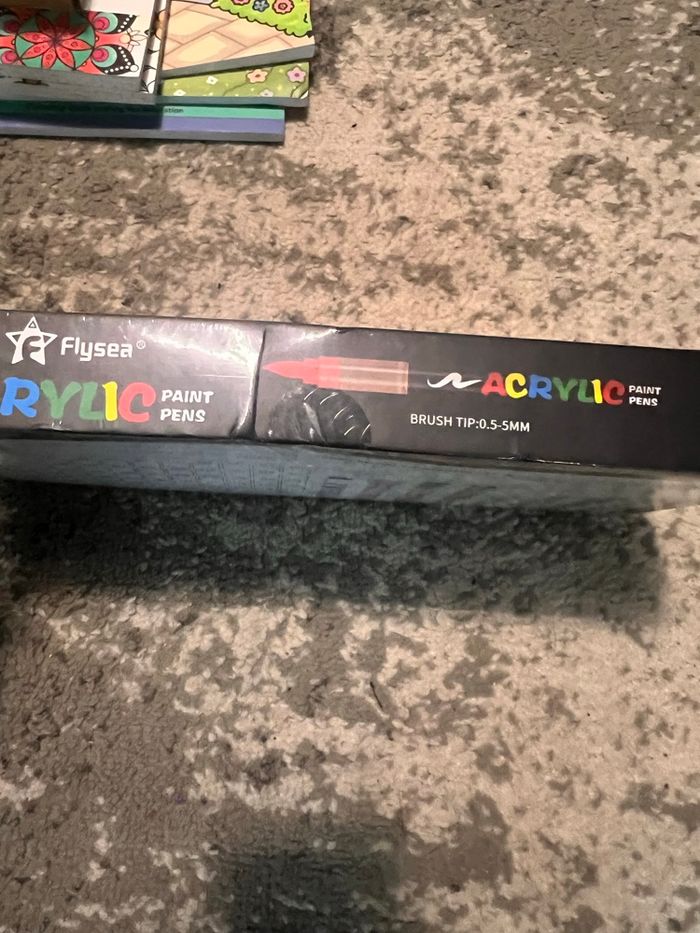 Flysea®
RYLIC PAINT PENS
ACRYLIC PAINT PENS
BRUSH TIP:0.5-5MM